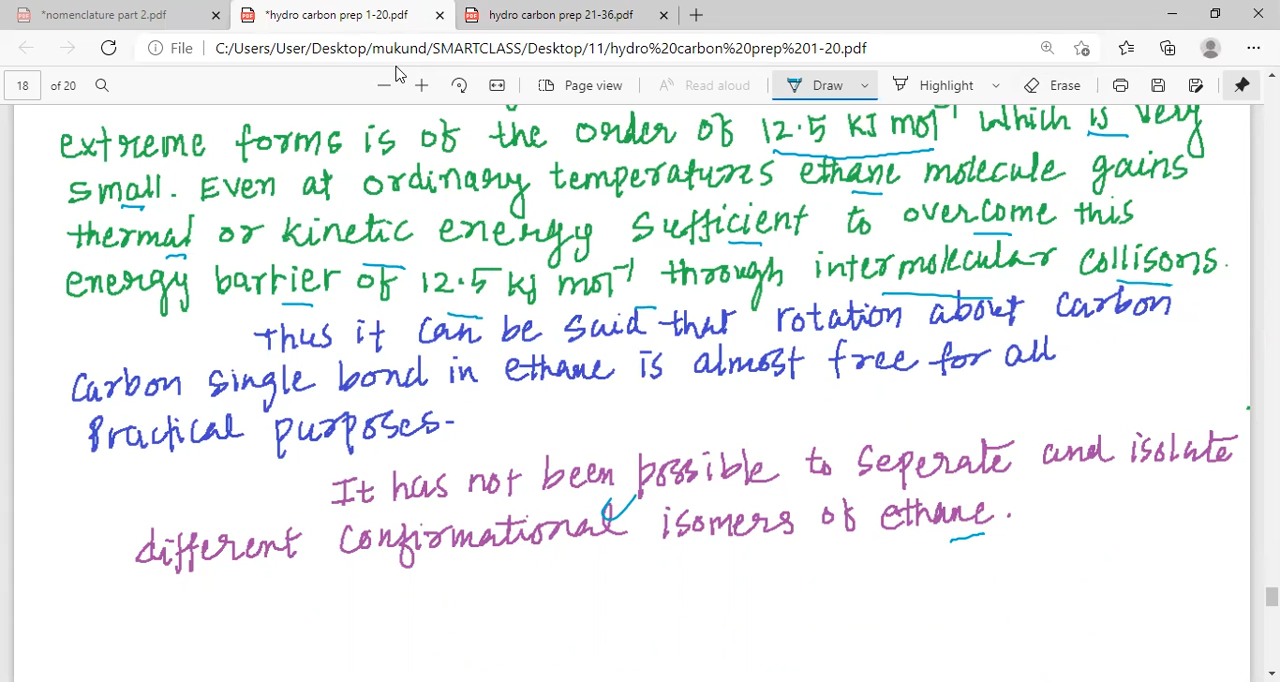 *nomenclature part 2.pdf
*hydro carbon prep 1-20.pdf
hydro carbon prep 21-36.pdf
File
C:/Users/User/Desktop/mukund/SMARTCLASS/Desktop/11/hydro%20carbon%20prep%201-20.pdf
18 of 20
Page view
Read aloud
Draw
Highlight
Erase
extreme forms is of the order of 12.5 KJ mol⁻¹ which is very
small. Even at ordinary temperatures ethane molecule gains
thermal or kinetic energy sufficient to overcome this
energy barrier of 12.5 kJ mol⁻¹ through intermolecular collisons.
Thus it can be said that rotation about carbon
carbon single bond in ethane is almost free for all
practical purposes-
It has not been possible to seperate and isolate
different confirmational isomers of ethane.